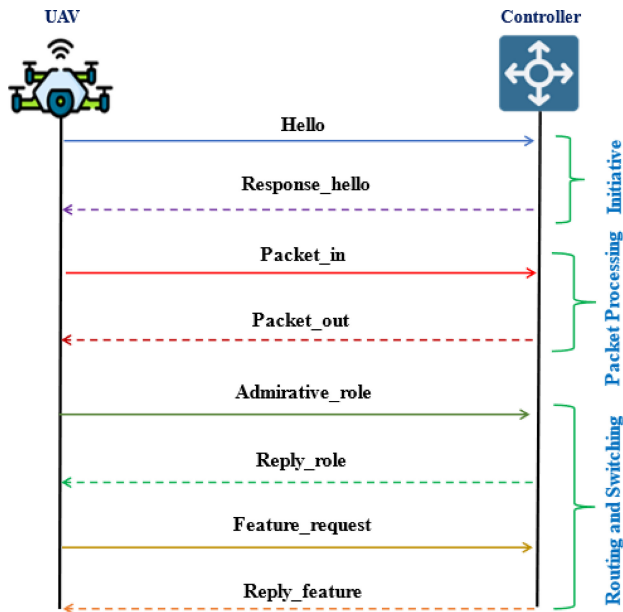 UAV
Controller
Hello
Response_hello
Initiative
Packet_in
Packet_out
Packet Processing
Admirative_role
Reply_role
Feature_request
Reply_feature
Routing and Switching